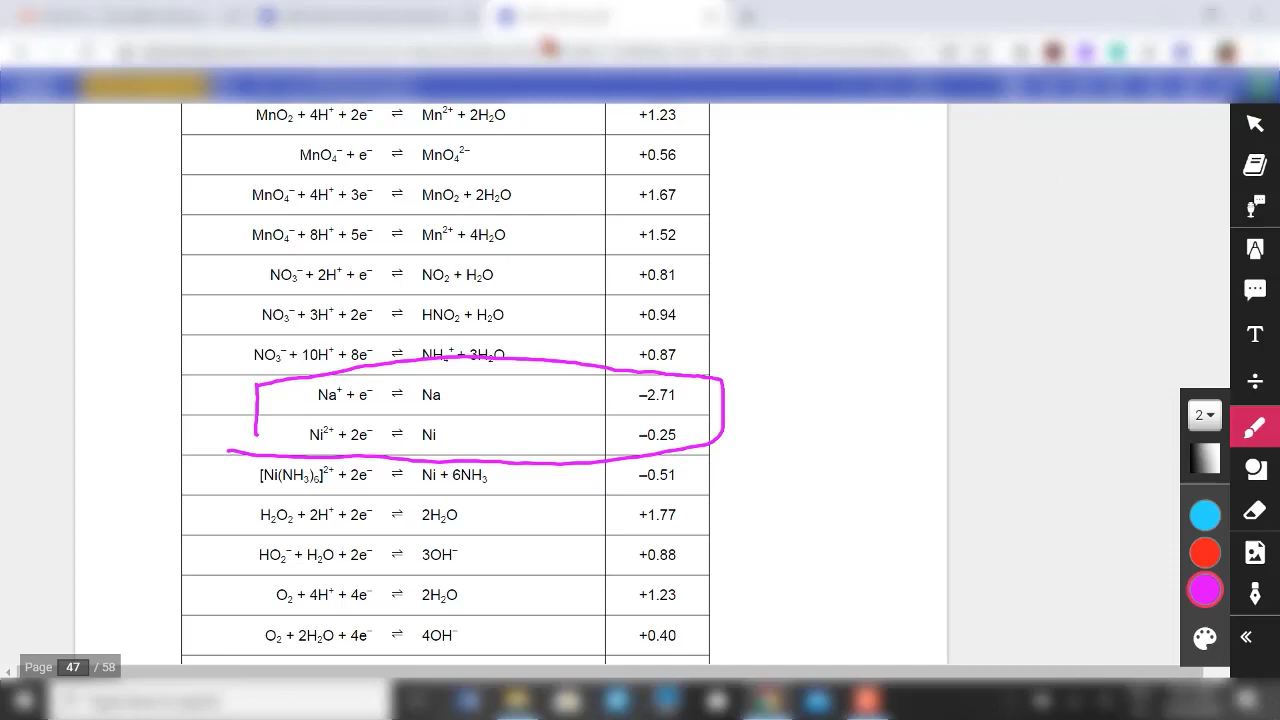 MnO₂ + 4H⁺ + 2e⁻ ⇌ Mn²⁺ + 2H₂O +1.23
MnO₄⁻ + e⁻ ⇌ MnO₄²⁻ +0.56
MnO₄⁻ + 4H⁺ + 3e⁻ ⇌ MnO₂ + 2H₂O +1.67
MnO₄⁻ + 8H⁺ + 5e⁻ ⇌ Mn²⁺ + 4H₂O +1.52
NO₃⁻ + 2H⁺ + e⁻ ⇌ NO₂ + H₂O +0.81
NO₃⁻ + 3H⁺ + 2e⁻ ⇌ HNO₂ + H₂O +0.94
NO₃⁻ + 10H⁺ + 8e⁻ ⇌ NH₄⁺ + 3H₂O +0.87
Na⁺ + e⁻ ⇌ Na –2.71
Ni²⁺ + 2e⁻ ⇌ Ni –0.25
[Ni(NH₃)₆]²⁺ + 2e⁻ ⇌ Ni + 6NH₃ –0.51
H₂O₂ + 2H⁺ + 2e⁻ ⇌ 2H₂O +1.77
HO₂⁻ + H₂O + 2e⁻ ⇌ 3OH⁻ +0.88
O₂ + 4H⁺ + 4e⁻ ⇌ 2H₂O +1.23
O₂ + 2H₂O + 4e⁻ ⇌ 4OH⁻ +0.40
Page 47 / 58
2
T